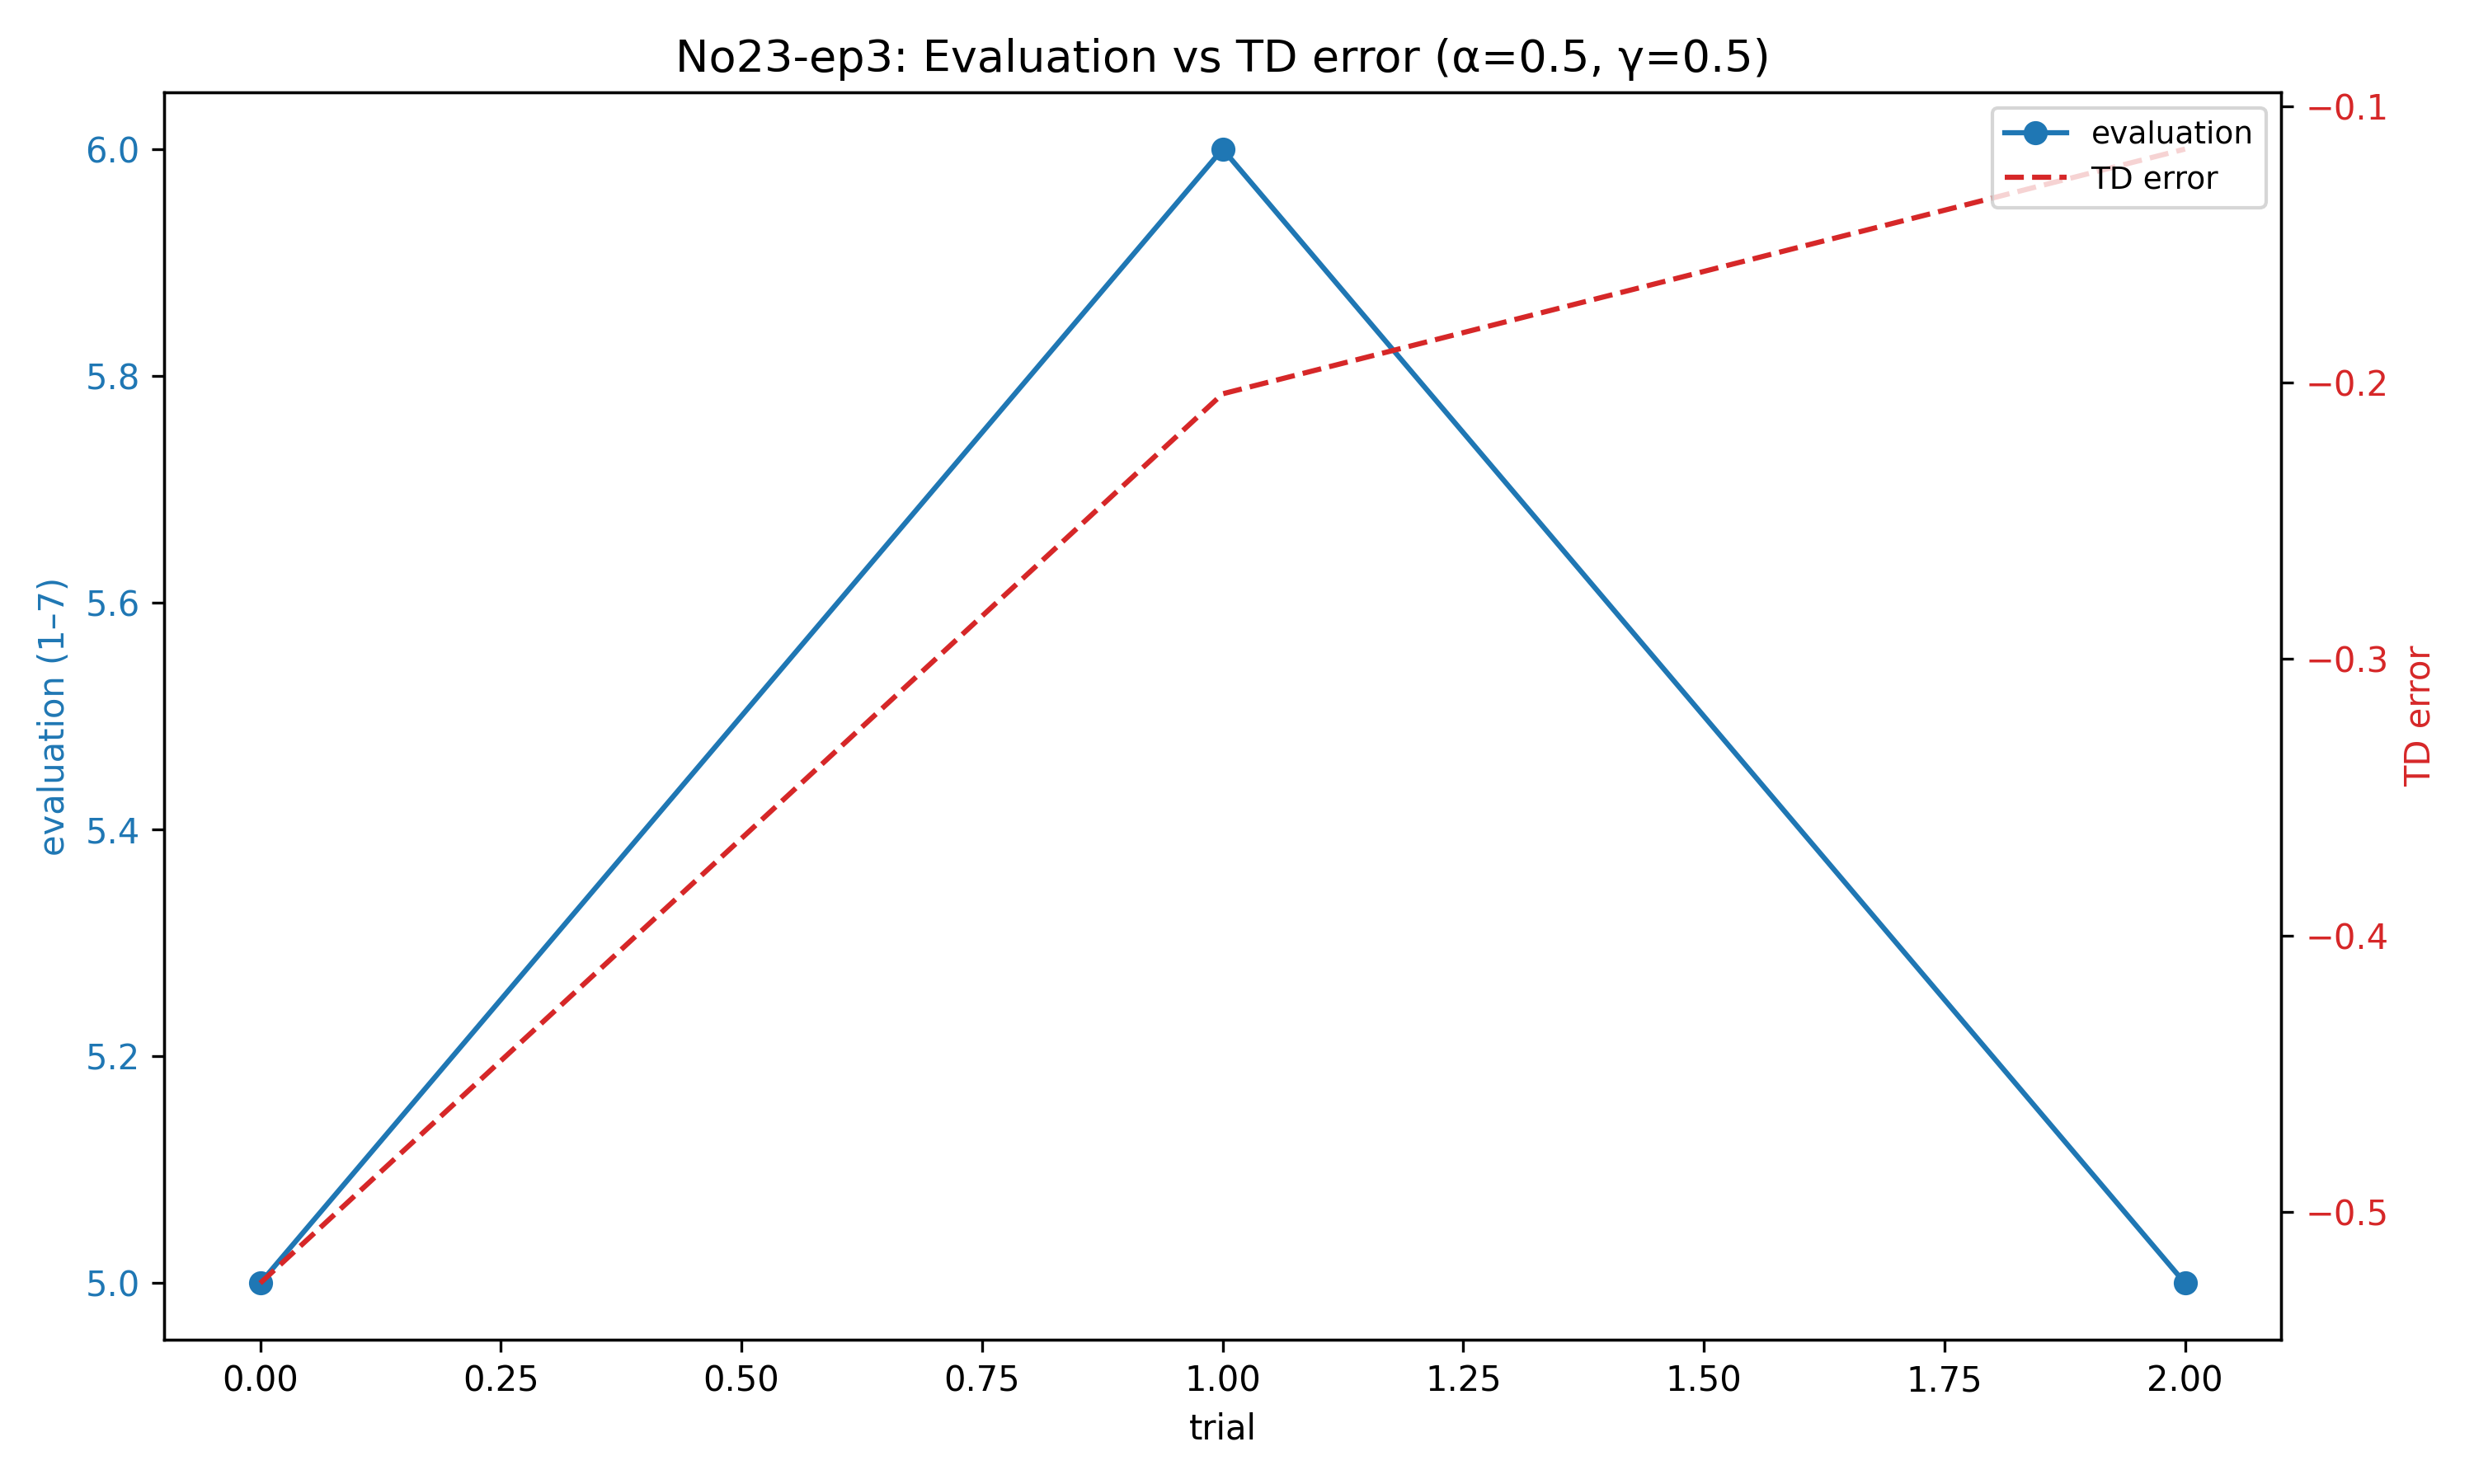 No23-ep3: Evaluation vs TD error (α=0.5, γ=0.5)
evaluation (1–7)
6.0
5.8
5.6
5.4
5.2
5.0
evaluation
TD error
−0.1
−0.2
−0.3
−0.4
−0.5
TD error
0.00 0.25 0.50 0.75 1.00 1.25 1.50 1.75 2.00
trial